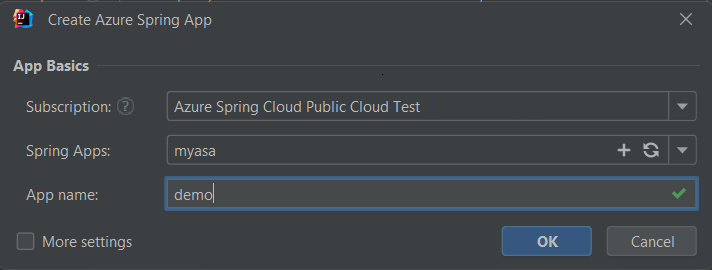 Create Azure Spring App
App Basics
Subscription: ? Azure Spring Cloud Public Cloud Test
Spring Apps: myasa
App name: demo
More settings OK Cancel